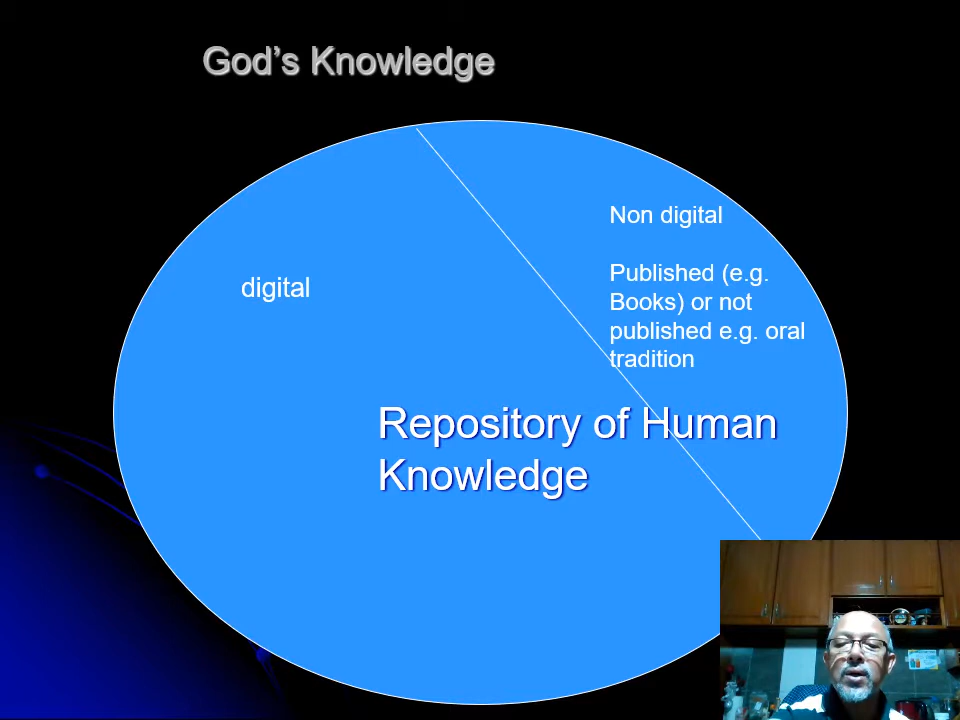 God's Knowledge
Non digital
Published (e.g.
Books) or not
published e.g. oral
tradition
digital
Repository of Human
Knowledge